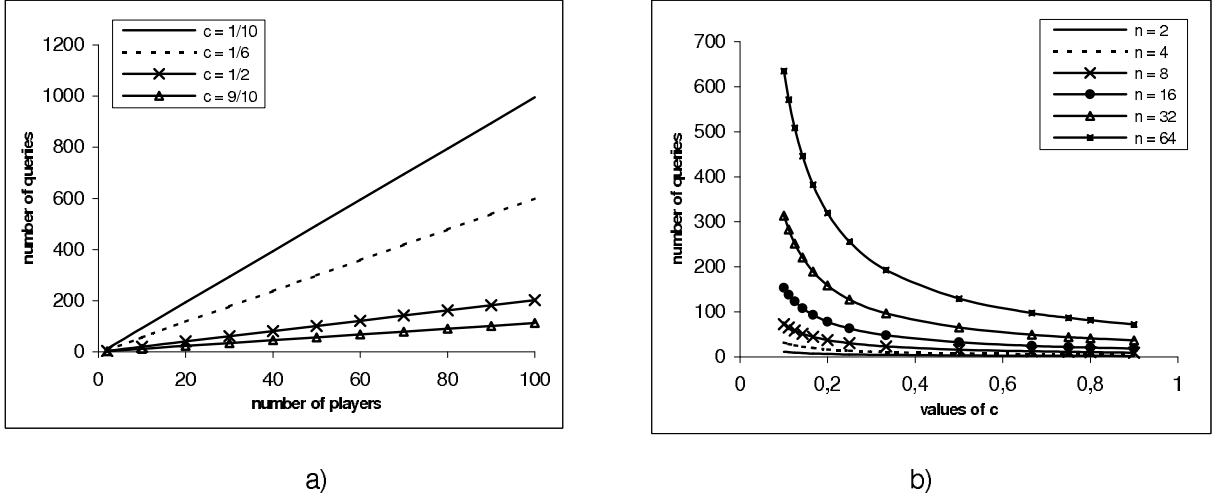 c = 1/10
c = 1/6
c = 1/2
c = 9/10
number of queries
1200
1000
800
600
400
200
0
0 20 40 60 80 100
number of players
a)
n = 2
n = 4
n = 8
n = 16
n = 32
n = 64
number of queries
700
600
500
400
300
200
100
0
0 0,2 0,4 0,6 0,8 1
values of c
b)